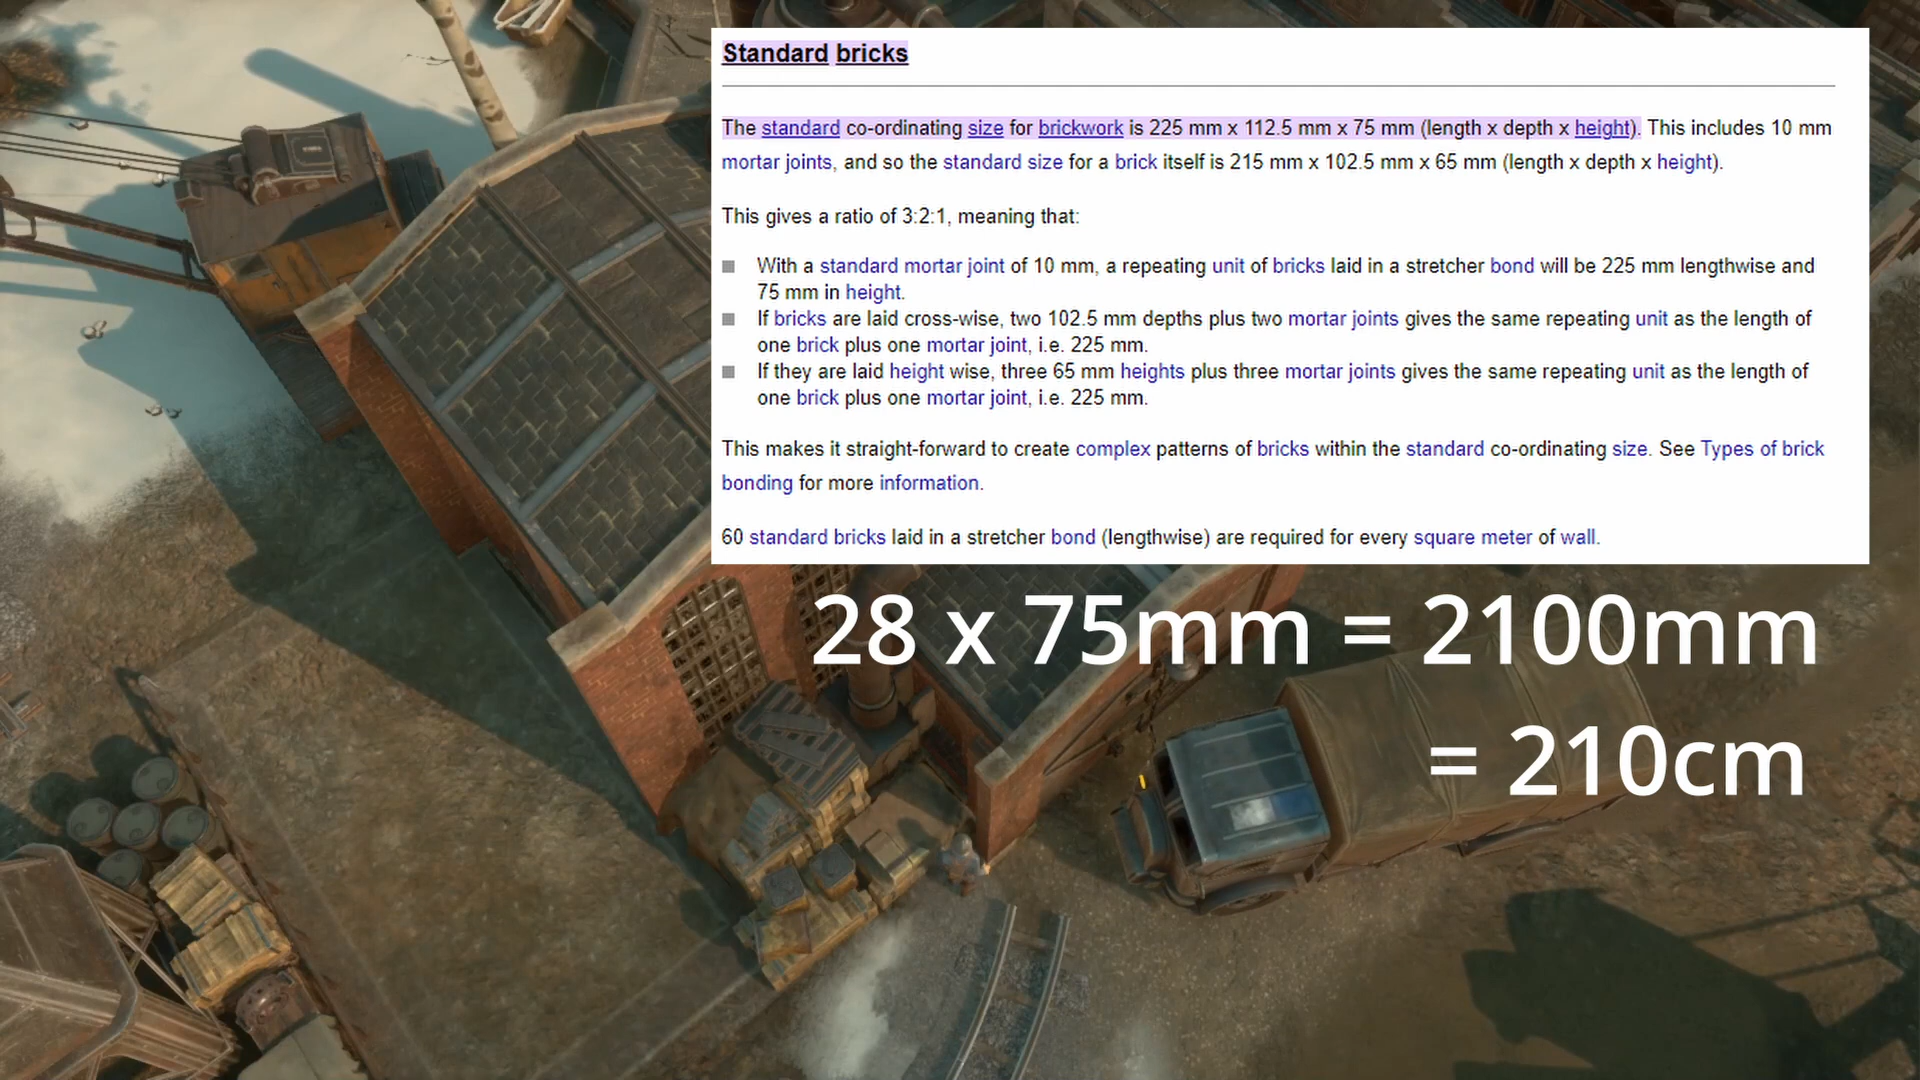 Standard bricks
The standard co-ordinating size for brickwork is 225 mm x 112.5 mm x 75 mm (length x depth x height). This includes 10 mm
mortar joints, and so the standard size for a brick itself is 215 mm x 102.5 mm x 65 mm (length x depth x height).
This gives a ratio of 3:2:1, meaning that:
With a standard mortar joint of 10 mm, a repeating unit of bricks laid in a stretcher bond will be 225 mm lengthwise and
75 mm in height.
If bricks are laid cross-wise, two 102.5 mm depths plus two mortar joints gives the same repeating unit as the length of
one brick plus one mortar joint, i.e. 225 mm.
If they are laid height wise, three 65 mm heights plus three mortar joints gives the same repeating unit as the length of
one brick plus one mortar joint, i.e. 225 mm.
This makes it straight-forward to create complex patterns of bricks within the standard co-ordinating size. See Types of brick
bonding for more information.
60 standard bricks laid in a stretcher bond (lengthwise) are required for every square meter of wall.
28 x 75mm = 2100mm
= 210cm